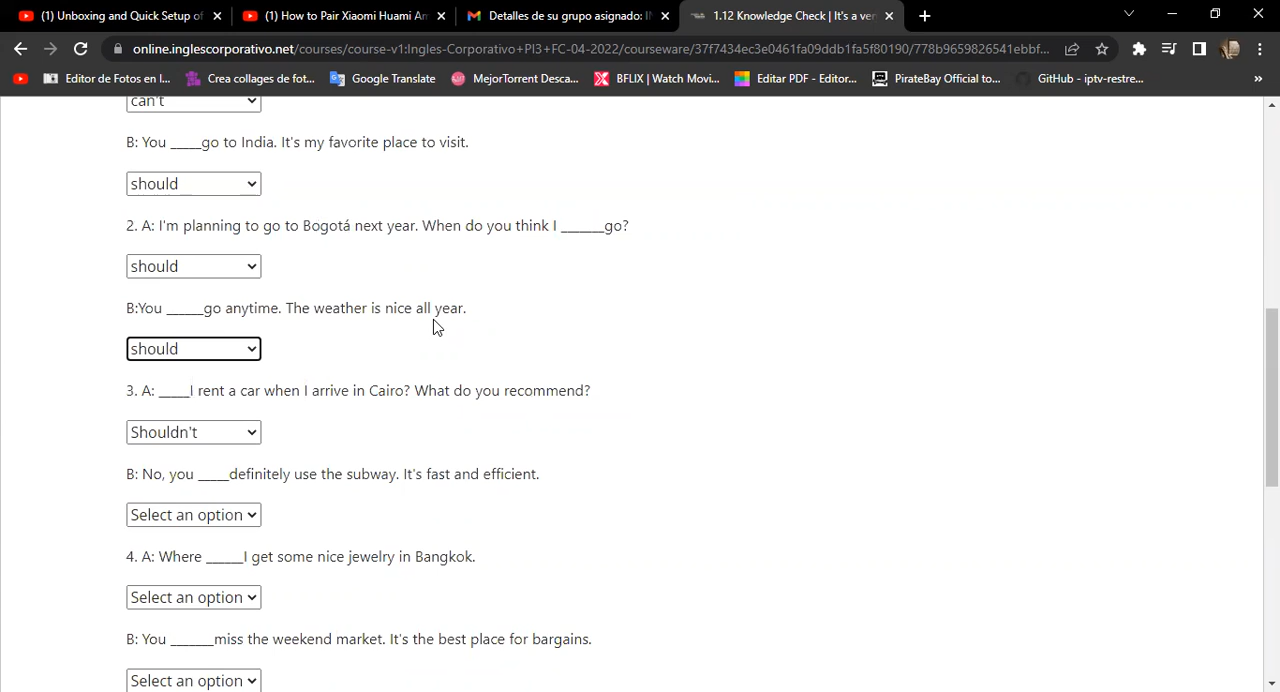 (1) Unboxing and Quick Setup of
(1) How to Pair Xiaomi Huami Am
Detalles de su grupo asignado: I
1.12 Knowledge Check | It's a ver
online.inglescorporativo.net/courses/course-v1:Ingles-Corporativo+PI3+FC-04-2022/courseware/37f7434ec3e0461fa09ddb1fa5f80190/778b9659826541ebbf...
Editor de Fotos en l...
Crea collages de fot...
Google Translate
MejorTorrent Desca...
BFLIX | Watch Movi...
Editar PDF - Editor...
PirateBay Official to...
GitHub - iptv-restre...
»
can't
B: You _____go to India. It's my favorite place to visit.
should
2. A: I'm planning to go to Bogotá next year. When do you think I _______go?
should
B:You ______go anytime. The weather is nice all year.
should
3. A: _____I rent a car when I arrive in Cairo? What do you recommend?
Shouldn't
B: No, you _____definitely use the subway. It's fast and efficient.
Select an option
4. A: Where ______I get some nice jewelry in Bangkok.
Select an option
B: You _______miss the weekend market. It's the best place for bargains.
Select an option